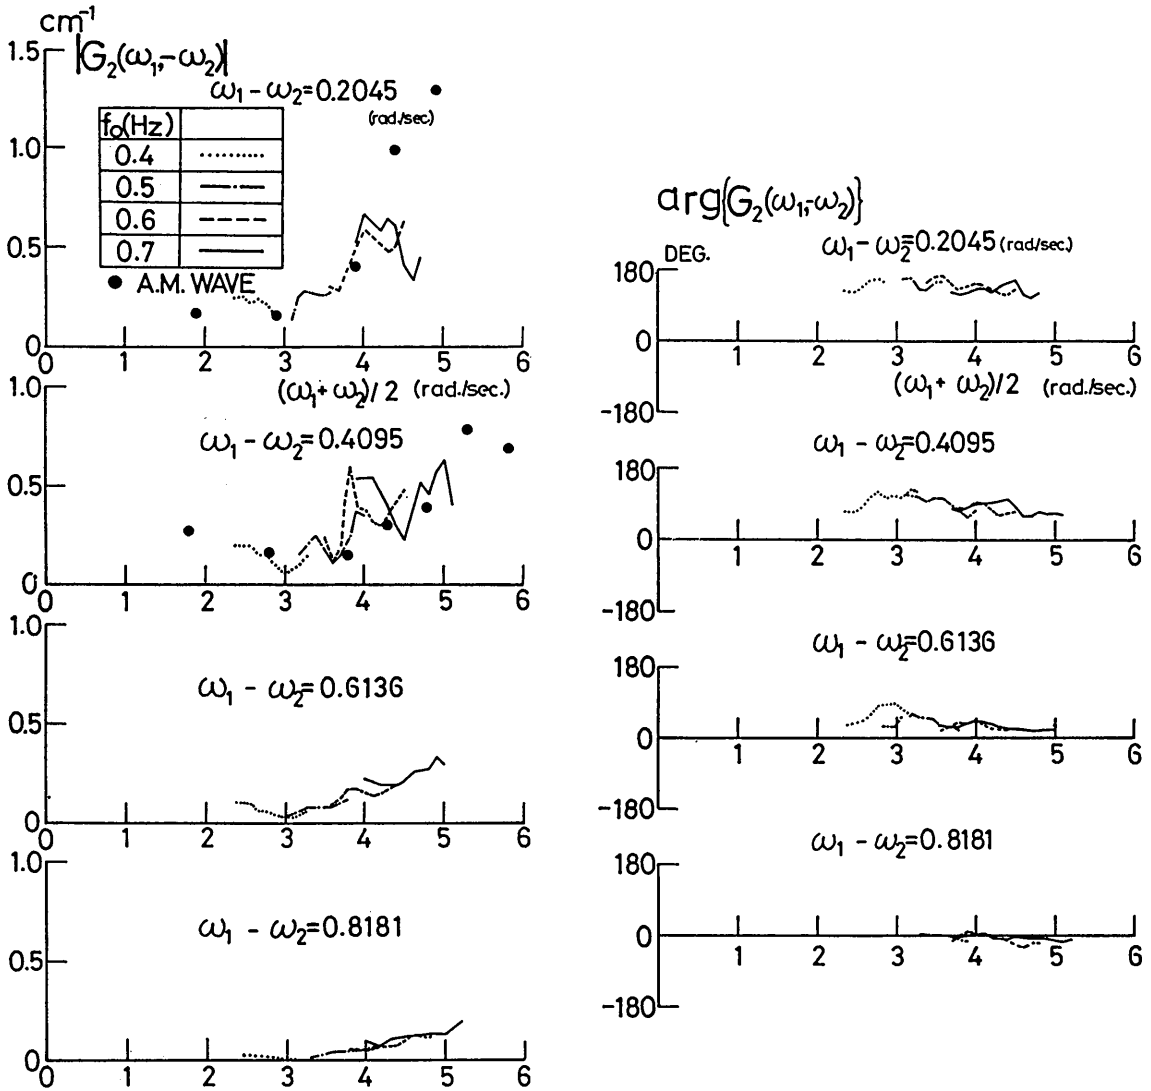 cm⁻¹
|G₂(ω₁,-ω₂)|
1.5
ω₁ - ω₂=0.2045
(rad./sec.)
f₀(Hz)
0.4
0.5
0.6
0.7
● A.M. WAVE
1.0
0.5
0
0 1 2 3 4 5 6
(ω₁+ ω₂)/2 (rad./sec.)
1.0
ω₁ - ω₂=0.4095
0.5
0
0 1 2 3 4 5 6
1.0
ω₁ - ω₂=0.6136
0.5
0
0 1 2 3 4 5 6
1.0
ω₁ - ω₂=0.8181
0.5
0
0 1 2 3 4 5 6
arg{G₂(ω₁,-ω₂)}
ω₁ - ω₂=0.2045 (rad/sec.)
DEG.
180
0
1 2 3 4 5 6
(ω₁+ ω₂)/2 (rad./sec.)
-180
ω₁ - ω₂=0.4095
180
0
1 2 3 4 5 6
-180
ω₁ - ω₂=0.6136
180
0
1 2 3 4 5 6
-180
ω₁ - ω₂=0.8181
180
0
1 2 3 4 5 6
-180